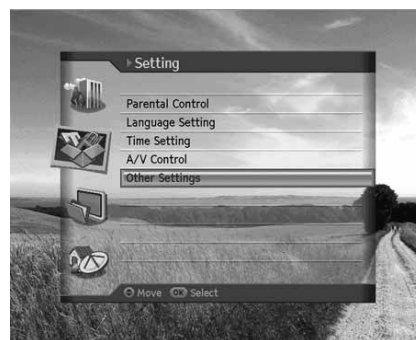 Setting
Parental Control
Language Setting
Time Setting
A/V Control
Other Settings
Move OK Select